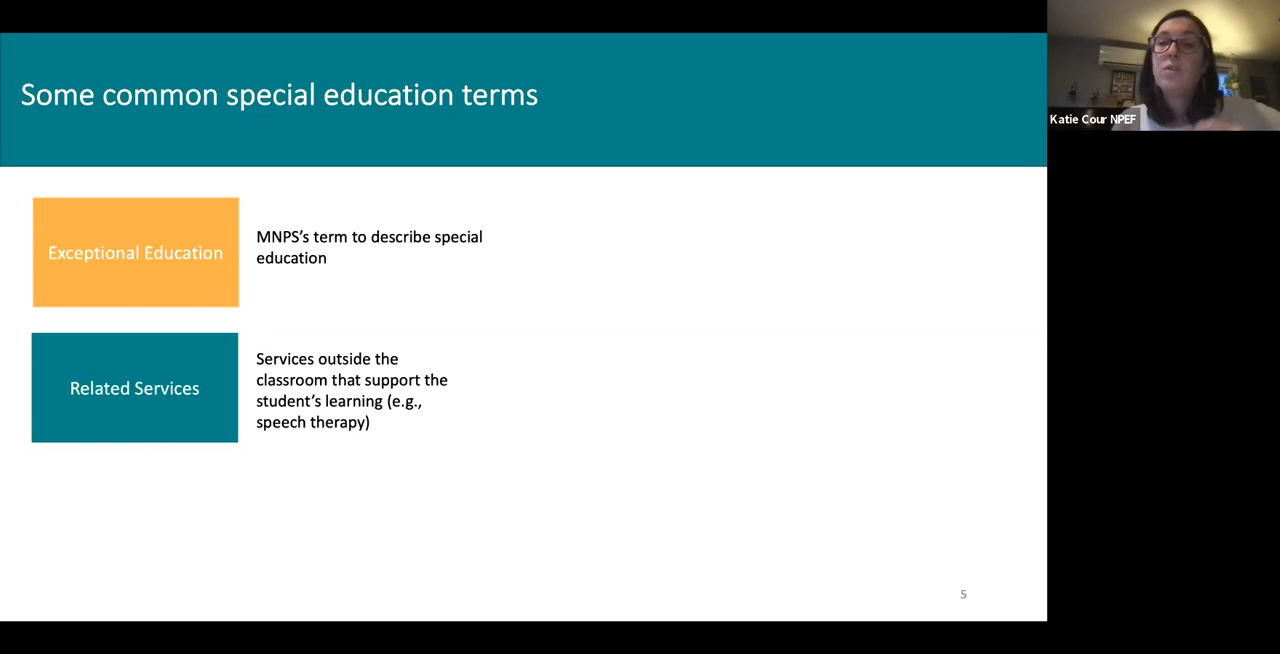 Some common special education terms
Katie Cour NPEF
Exceptional Education
MNPS’s term to describe special
education
Related Services
Services outside the
classroom that support the
student’s learning (e.g.,
speech therapy)
5